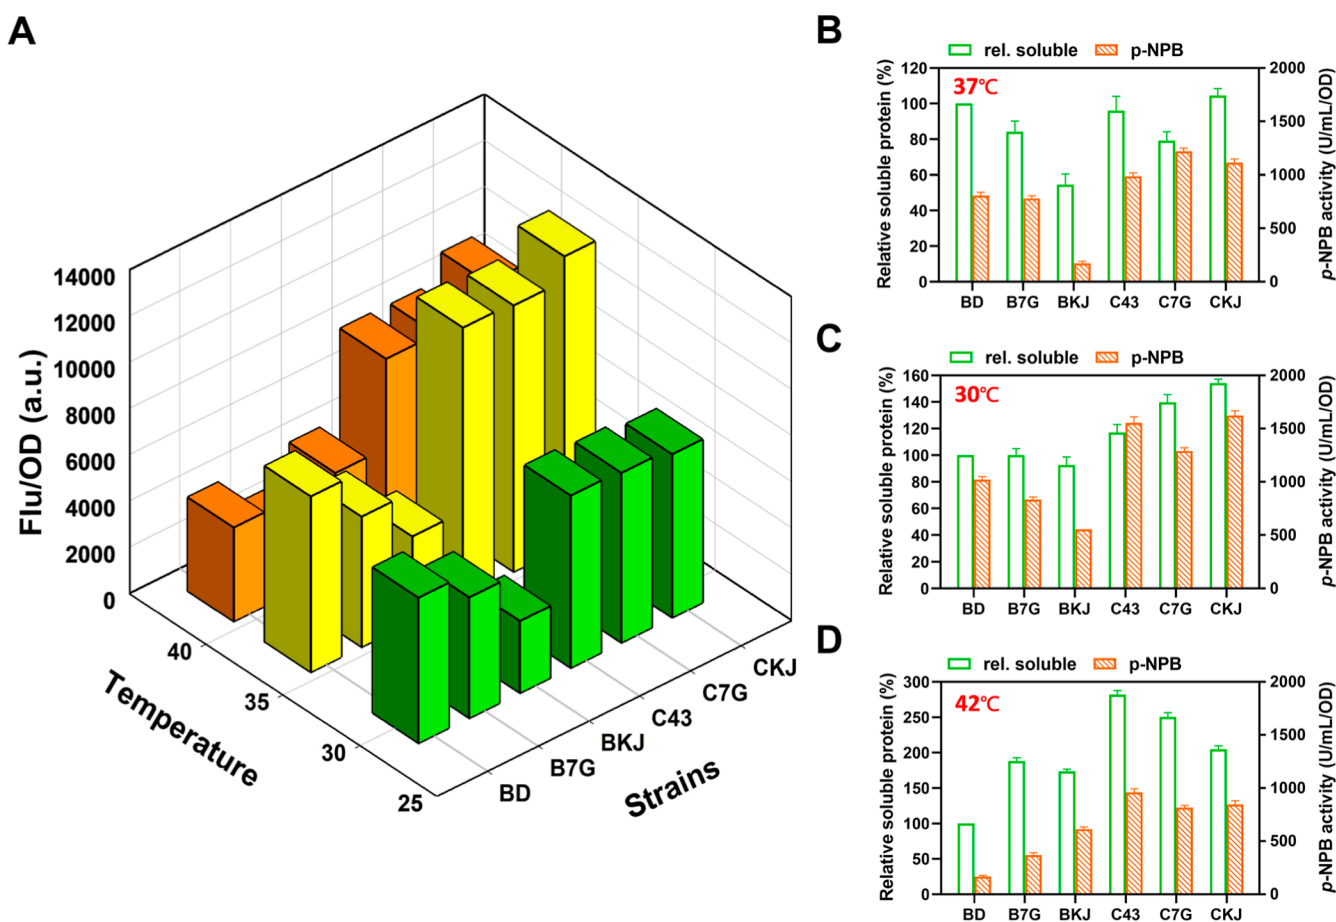 A
14000
12000
10000
8000
6000
4000
2000
0
Flu/OD (a.u.)
40
35
30
25
Temperature
BD
B7G
BKJ
C43
C7G
CKJ
Strains
B
rel. soluble p-NPB
37℃
Relative soluble protein (%)
120
100
80
60
40
20
0
2000
1500
1000
500
0
p-NPB activity (U/mL/OD)
BD B7G BKJ C43 C7G CKJ
C
rel. soluble p-NPB
30℃
Relative soluble protein (%)
160
140
120
100
80
60
40
20
0
2000
1500
1000
500
0
p-NPB activity (U/mL/OD)
BD B7G BKJ C43 C7G CKJ
D
rel. soluble p-NPB
42℃
Relative soluble protein (%)
300
250
200
150
100
50
0
2000
1500
1000
500
0
p-NPB activity (U/mL/OD)
BD B7G BKJ C43 C7G CKJ